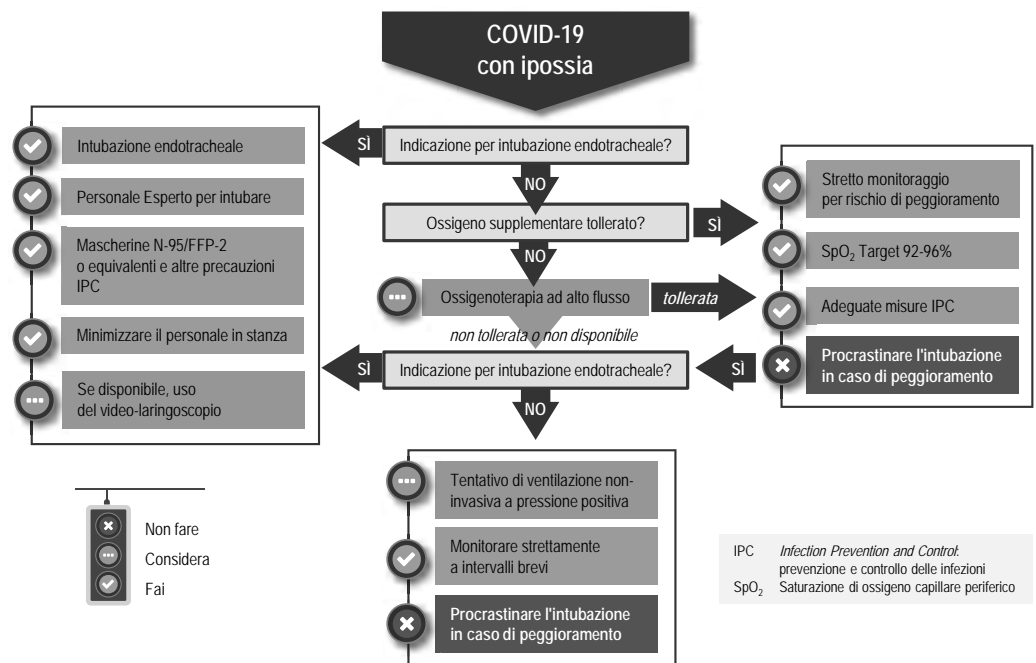 COVID-19
con ipossia
SÌ
Indicazione per intubazione endotracheale?
NO
Intubazione endotracheale
Personale Esperto per intubare
Mascherine N-95/FFP-2
o equivalenti e altre precauzioni
IPC
Minimizzare il personale in stanza
Se disponibile, uso
del video-laringoscopio
Ossigeno supplementare tollerato?
SÌ
NO
Stretto monitoraggio
per rischio di peggioramento
SpO₂ Target 92-96%
Adeguate misure IPC
Procrastinare l'intubazione
in caso di peggioramento
Ossigenoterapia ad alto flusso
tollerata
non tollerata o non disponibile
SÌ
Indicazione per intubazione endotracheale?
SÌ
NO
Tentativo di ventilazione non-
invasiva a pressione positiva
Monitorare strettamente
a intervalli brevi
Procrastinare l'intubazione
in caso di peggioramento
Non fare
Considera
Fai
IPC Infection Prevention and Control:
prevenzione e controllo delle infezioni
SpO₂ Saturazione di ossigeno capillare periferico